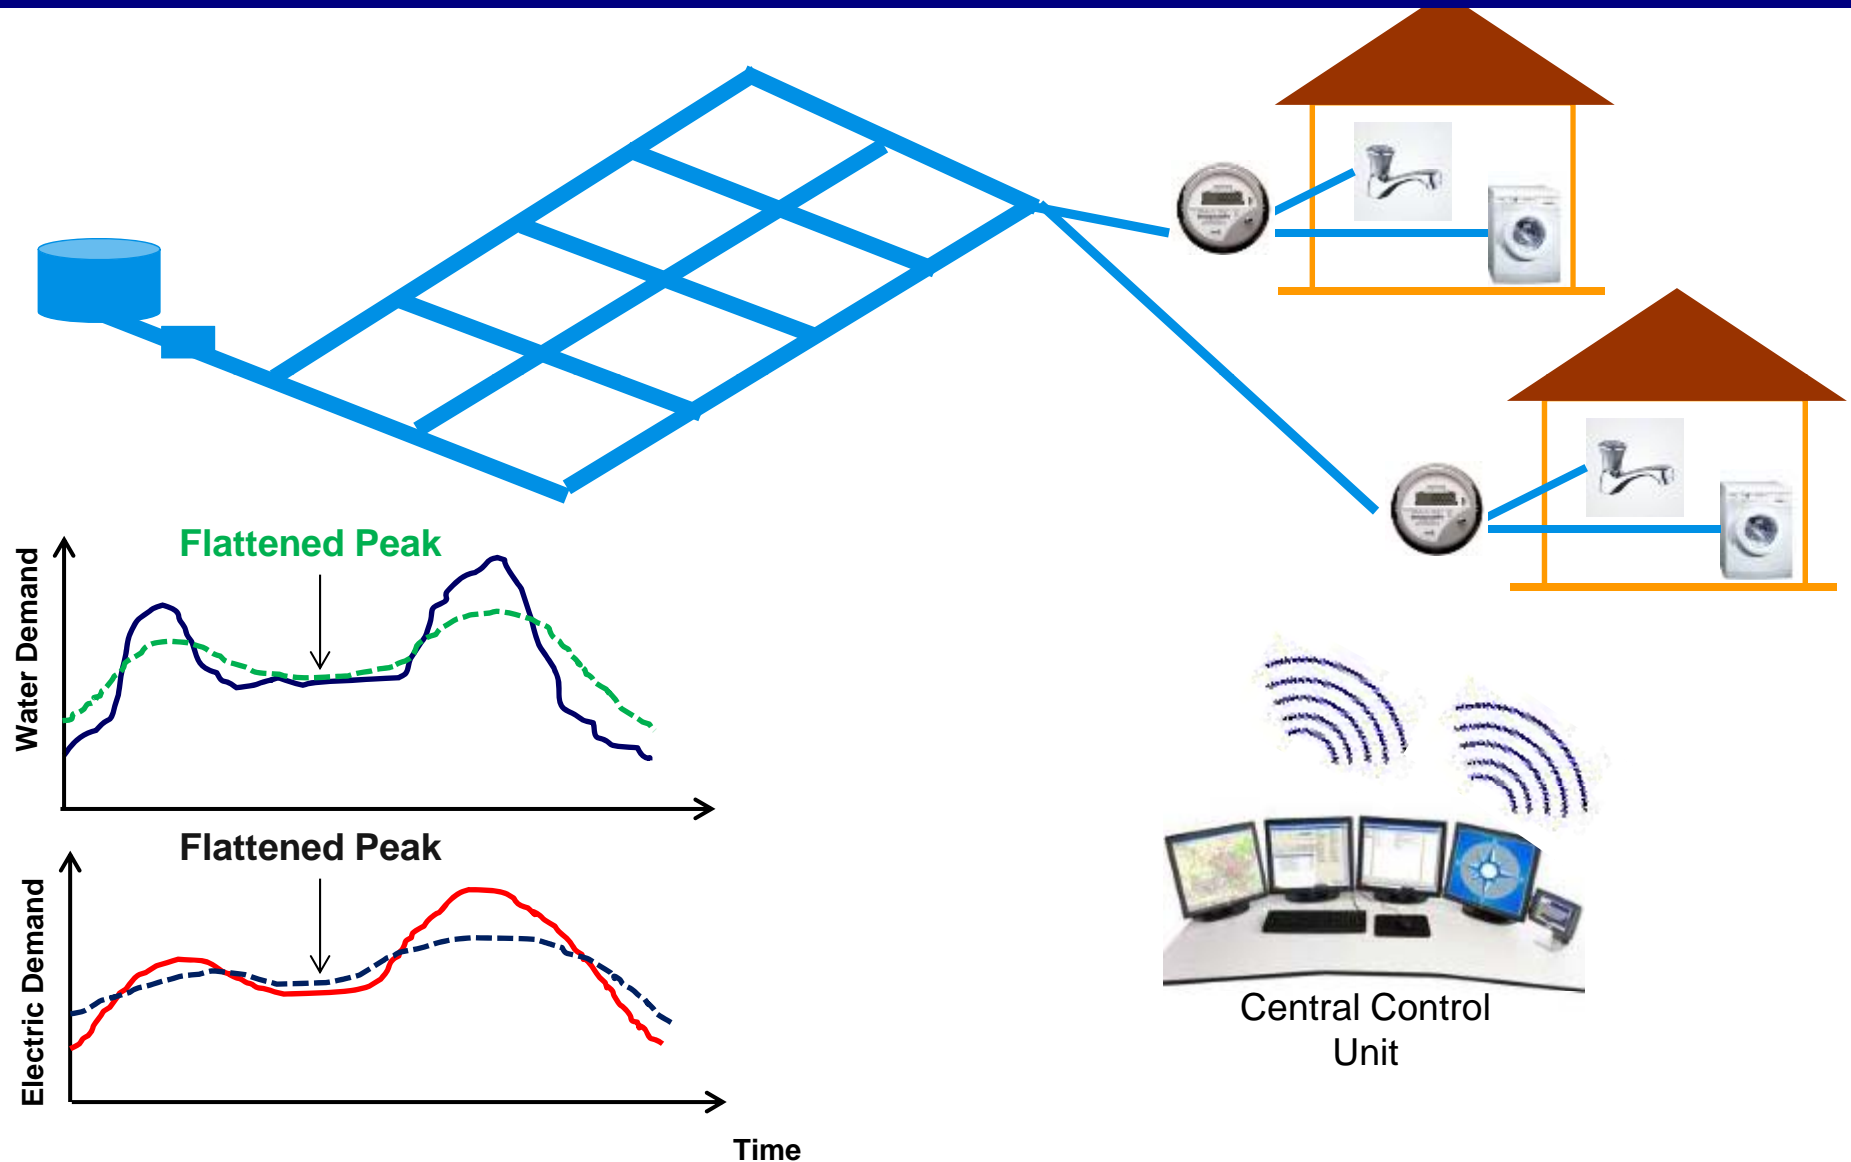 Flattened Peak
Water Demand
Flattened Peak
Electric Demand
Time
Central Control
Unit